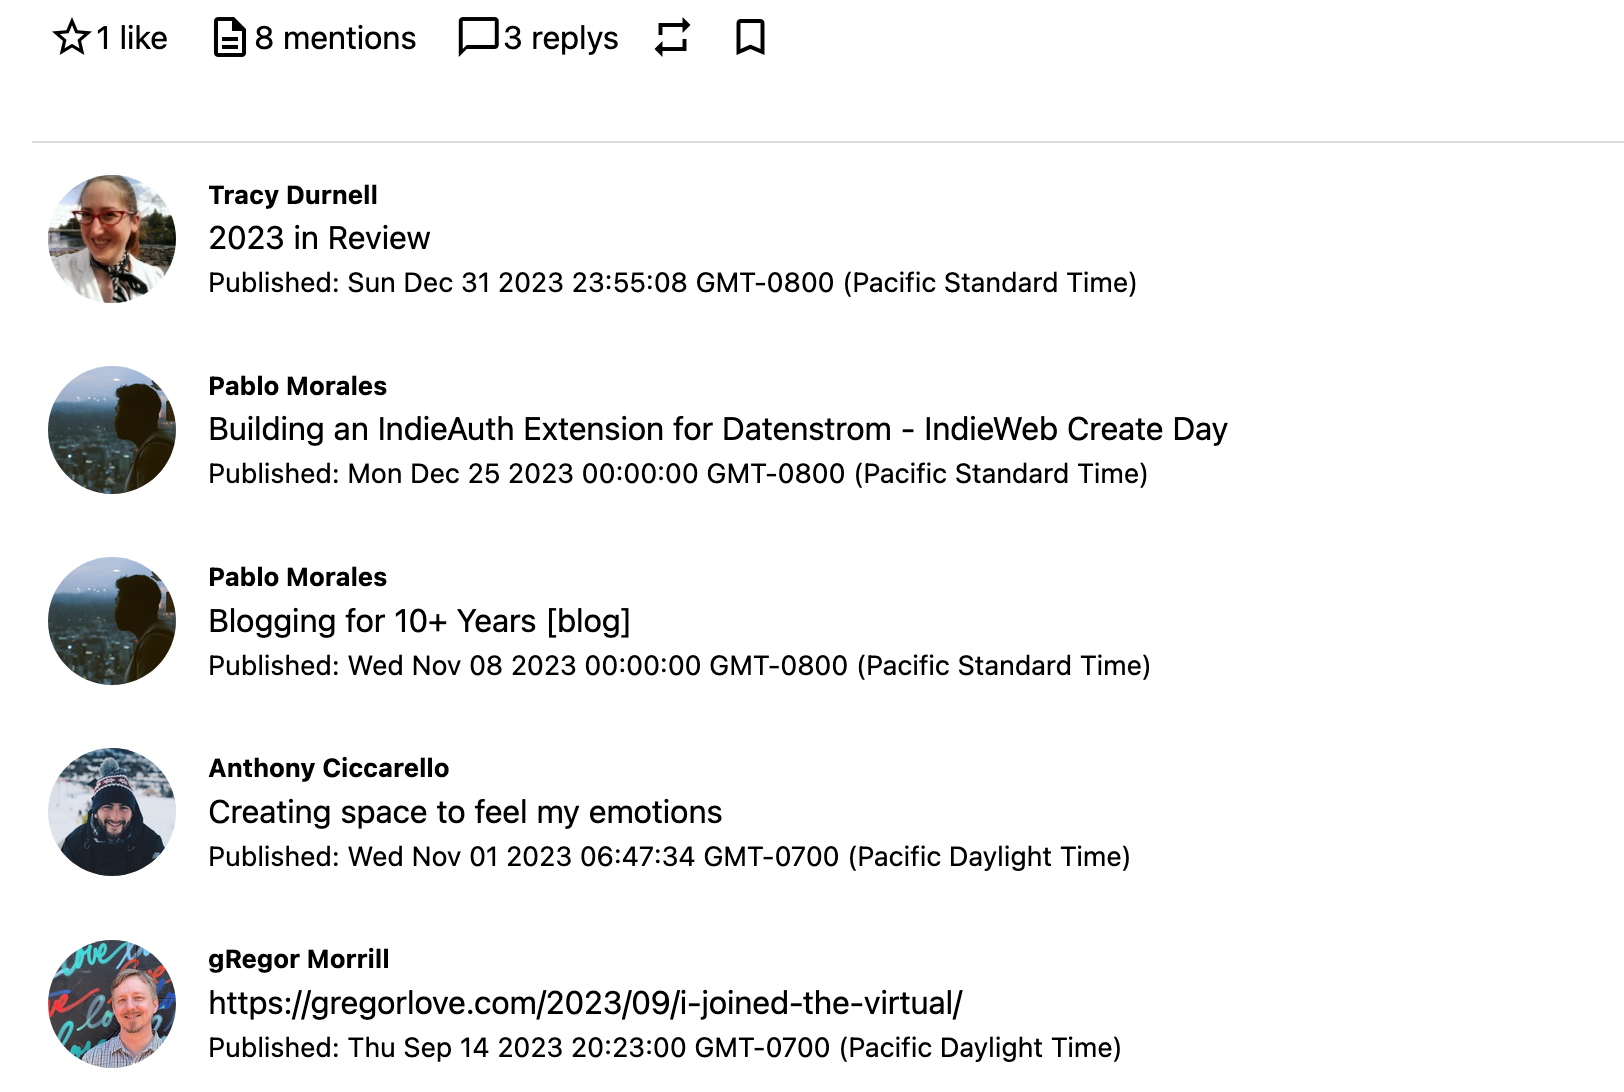 1 like 8 mentions 3 replys
Tracy Durnell
2023 in Review
Published: Sun Dec 31 2023 23:55:08 GMT-0800 (Pacific Standard Time)
Pablo Morales
Building an IndieAuth Extension for Datenstrom - IndieWeb Create Day
Published: Mon Dec 25 2023 00:00:00 GMT-0800 (Pacific Standard Time)
Pablo Morales
Blogging for 10+ Years [blog]
Published: Wed Nov 08 2023 00:00:00 GMT-0800 (Pacific Standard Time)
Anthony Ciccarello
Creating space to feel my emotions
Published: Wed Nov 01 2023 06:47:34 GMT-0700 (Pacific Daylight Time)
gRegor Morrill
https://gregorlove.com/2023/09/i-joined-the-virtual/
Published: Thu Sep 14 2023 20:23:00 GMT-0700 (Pacific Daylight Time)